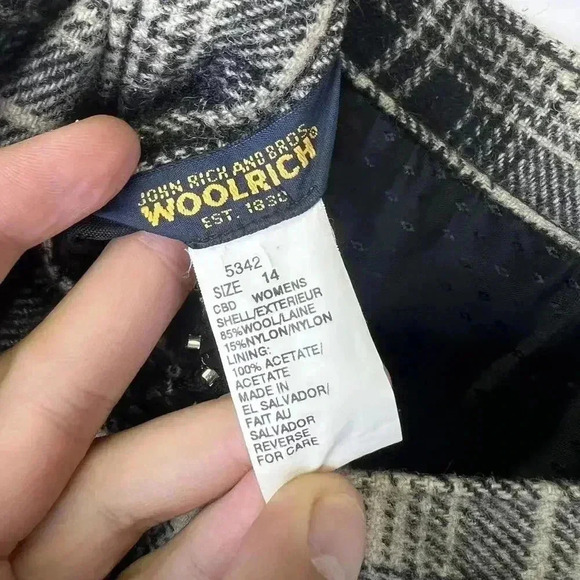 JOHN RICH AND BROS.
WOOLRICH®
EST. 1830
5342
SIZE 14
CBD WOMENS
SHELL/EXTERIEUR
85%WOOL/LAINE
15%NYLON/NYLON
LINING:
100% ACETATE/
ACETATE
MADE IN
EL SALVADOR/
FAIT AU
SALVADOR
REVERSE
FOR CARE